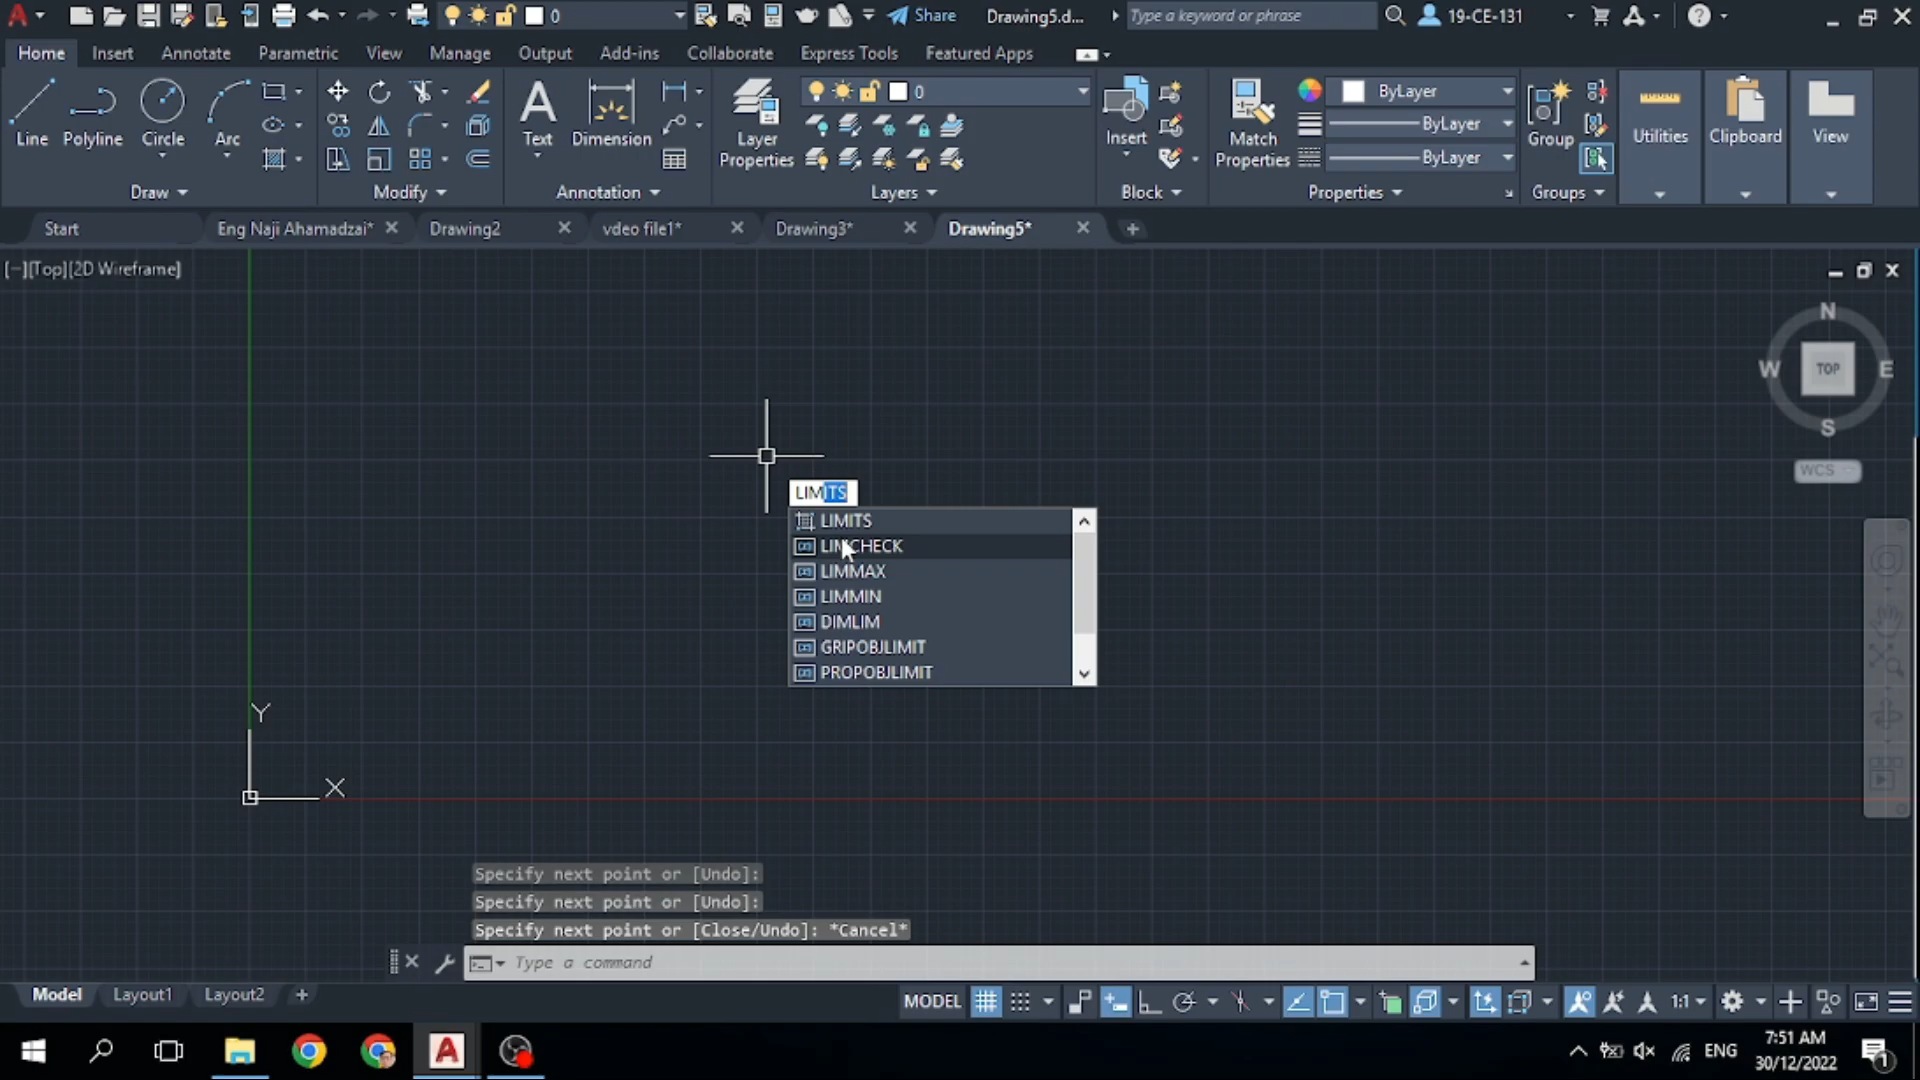 0
Share
Drawing5.d...
Type a keyword or phrase
19-CE-131
Home
Insert
Annotate
Parametric
View
Manage
Output
Add-ins
Collaborate
Express Tools
Featured Apps
Line
Polyline
Circle
Arc
Draw
Modify
Text
Dimension
Annotation
Layer Properties
0
Layers
Insert
Block
Match Properties
ByLayer
ByLayer
ByLayer
Properties
Group
Groups
Utilities
Clipboard
View
Start
Eng Naji Ahamadzai*
Drawing2
vdeo file1*
Drawing3*
Drawing5*
[−][Top][2D Wireframe]
N
W
TOP
E
S
WCS
LIMITS
LIMITS
LIMCHECK
LIMMAX
LIMMIN
DIMLIM
GRIPOBJLIMIT
PROPOBJLIMIT
Y
X
Specify next point or [Undo]:
Specify next point or [Undo]:
Specify next point or [Close/Undo]: *Cancel*
Type a command
Model
Layout1
Layout2
MODEL
1:1
ENG
7:51 AM
30/12/2022
1